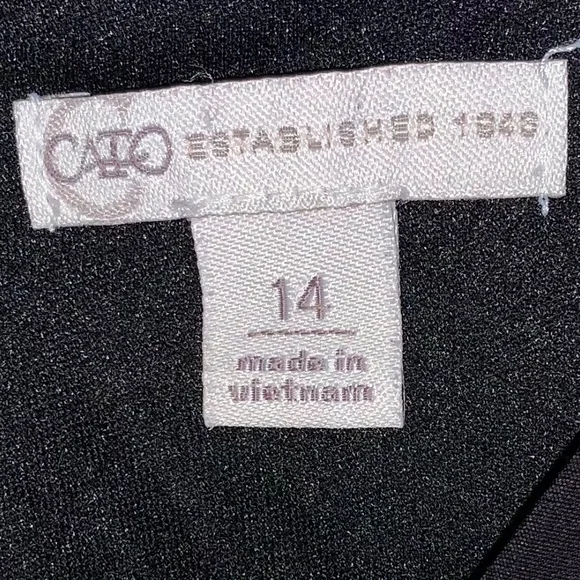 CATO ESTABLISHED 1946
14
made in
vietnam